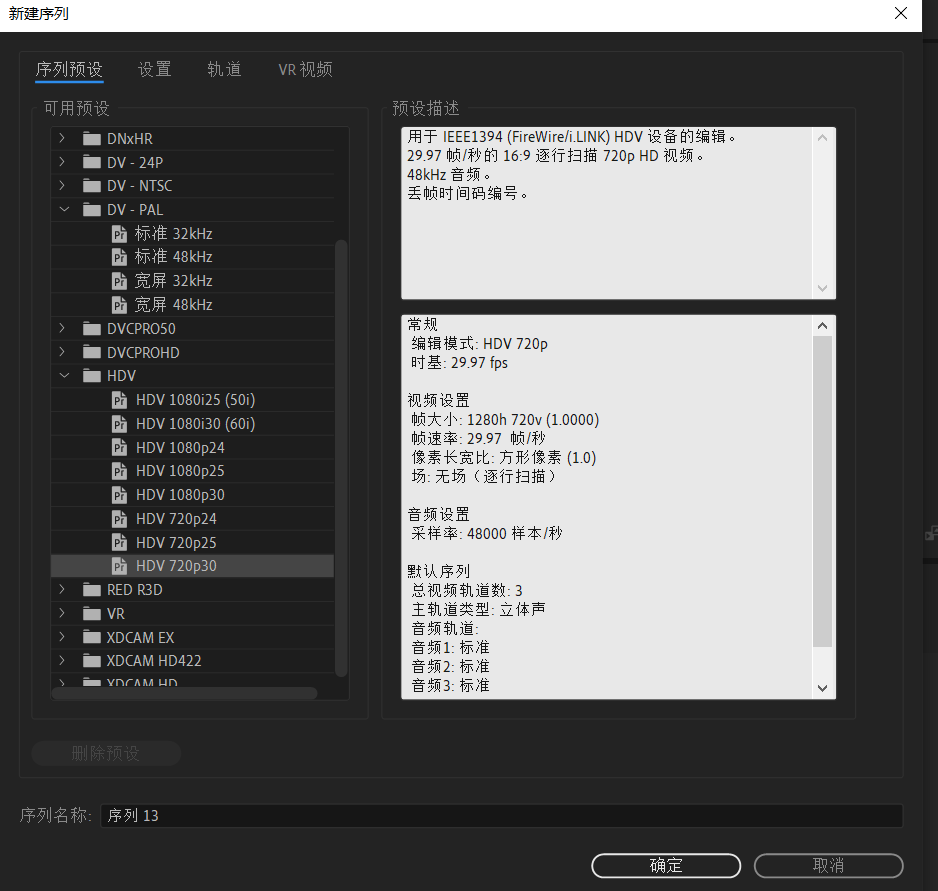 新建序列
序列预设
设置
轨道
VR 视频
可用预设
DNxHR
DV - 24P
DV - NTSC
DV - PAL
标准 32kHz
标准 48kHz
宽屏 32kHz
宽屏 48kHz
DVCPRO50
DVCPROHD
HDV
HDV 1080i25 (50i)
HDV 1080i30 (60i)
HDV 1080p24
HDV 1080p25
HDV 1080p30
HDV 720p24
HDV 720p25
HDV 720p30
RED R3D
VR
XDCAM EX
XDCAM HD422
XDCAM HD
删除预设
预设描述
用于 IEEE1394 (FireWire/i.LINK) HDV 设备的编辑。
29.97 帧/秒的 16:9 逐行扫描 720p HD 视频。
48kHz 音频。
丢帧时间码编号。
常规
编辑模式: HDV 720p
时基: 29.97 fps
视频设置
帧大小: 1280h 720v (1.0000)
帧速率: 29.97 帧/秒
像素长宽比: 方形像素 (1.0)
场: 无场（逐行扫描）
音频设置
采样率: 48000 样本/秒
默认序列
总视频轨道数: 3
主轨道类型: 立体声
音频轨道:
音频1: 标准
音频2: 标准
音频3: 标准
序列名称: 序列 13
确定
取消